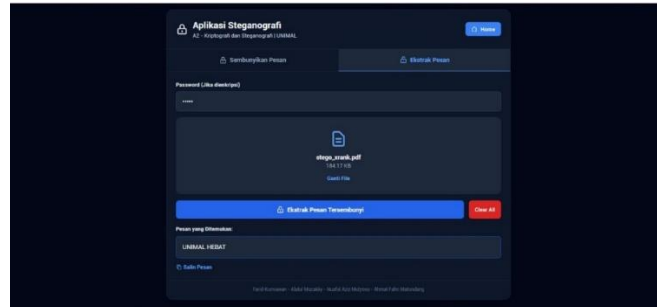 Aplikasi Steganografi
A2 - Kriptografi dan Steganografi | UNIMAL
Home
Sembunyikan Pesan
Ekstrak Pesan
Password (Jika dienkripsi)
•••••
stego_xrank.pdf
184.17 KB
Ganti File
Ekstrak Pesan Tersembunyi
Clear All
Pesan yang Ditemukan:
UNIMAL HEBAT
Salin Pesan